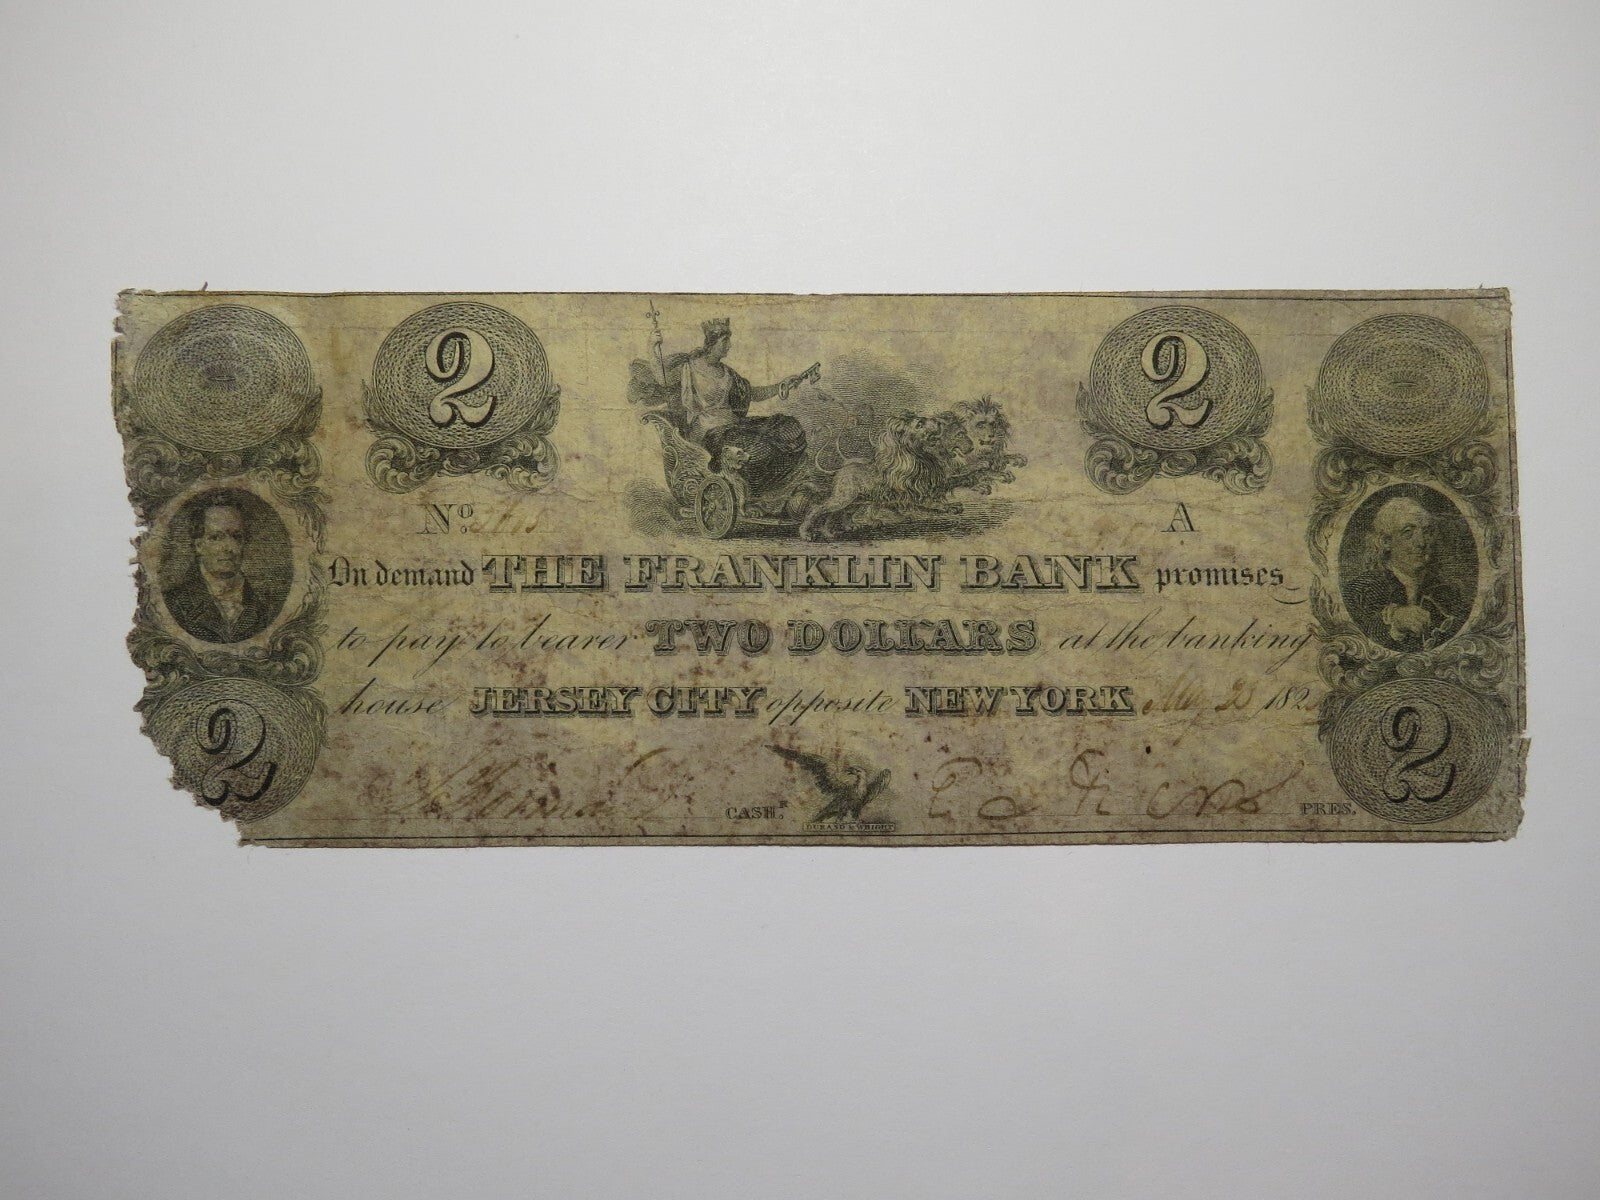 2 2
No. A
On demand THE FRANKLIN BANK promises
to pay to bearer TWO DOLLARS at the banking
house JERSEY CITY opposite NEW YORK 182
2 2
CASH.R PRES.
DURAND & WRIGHT